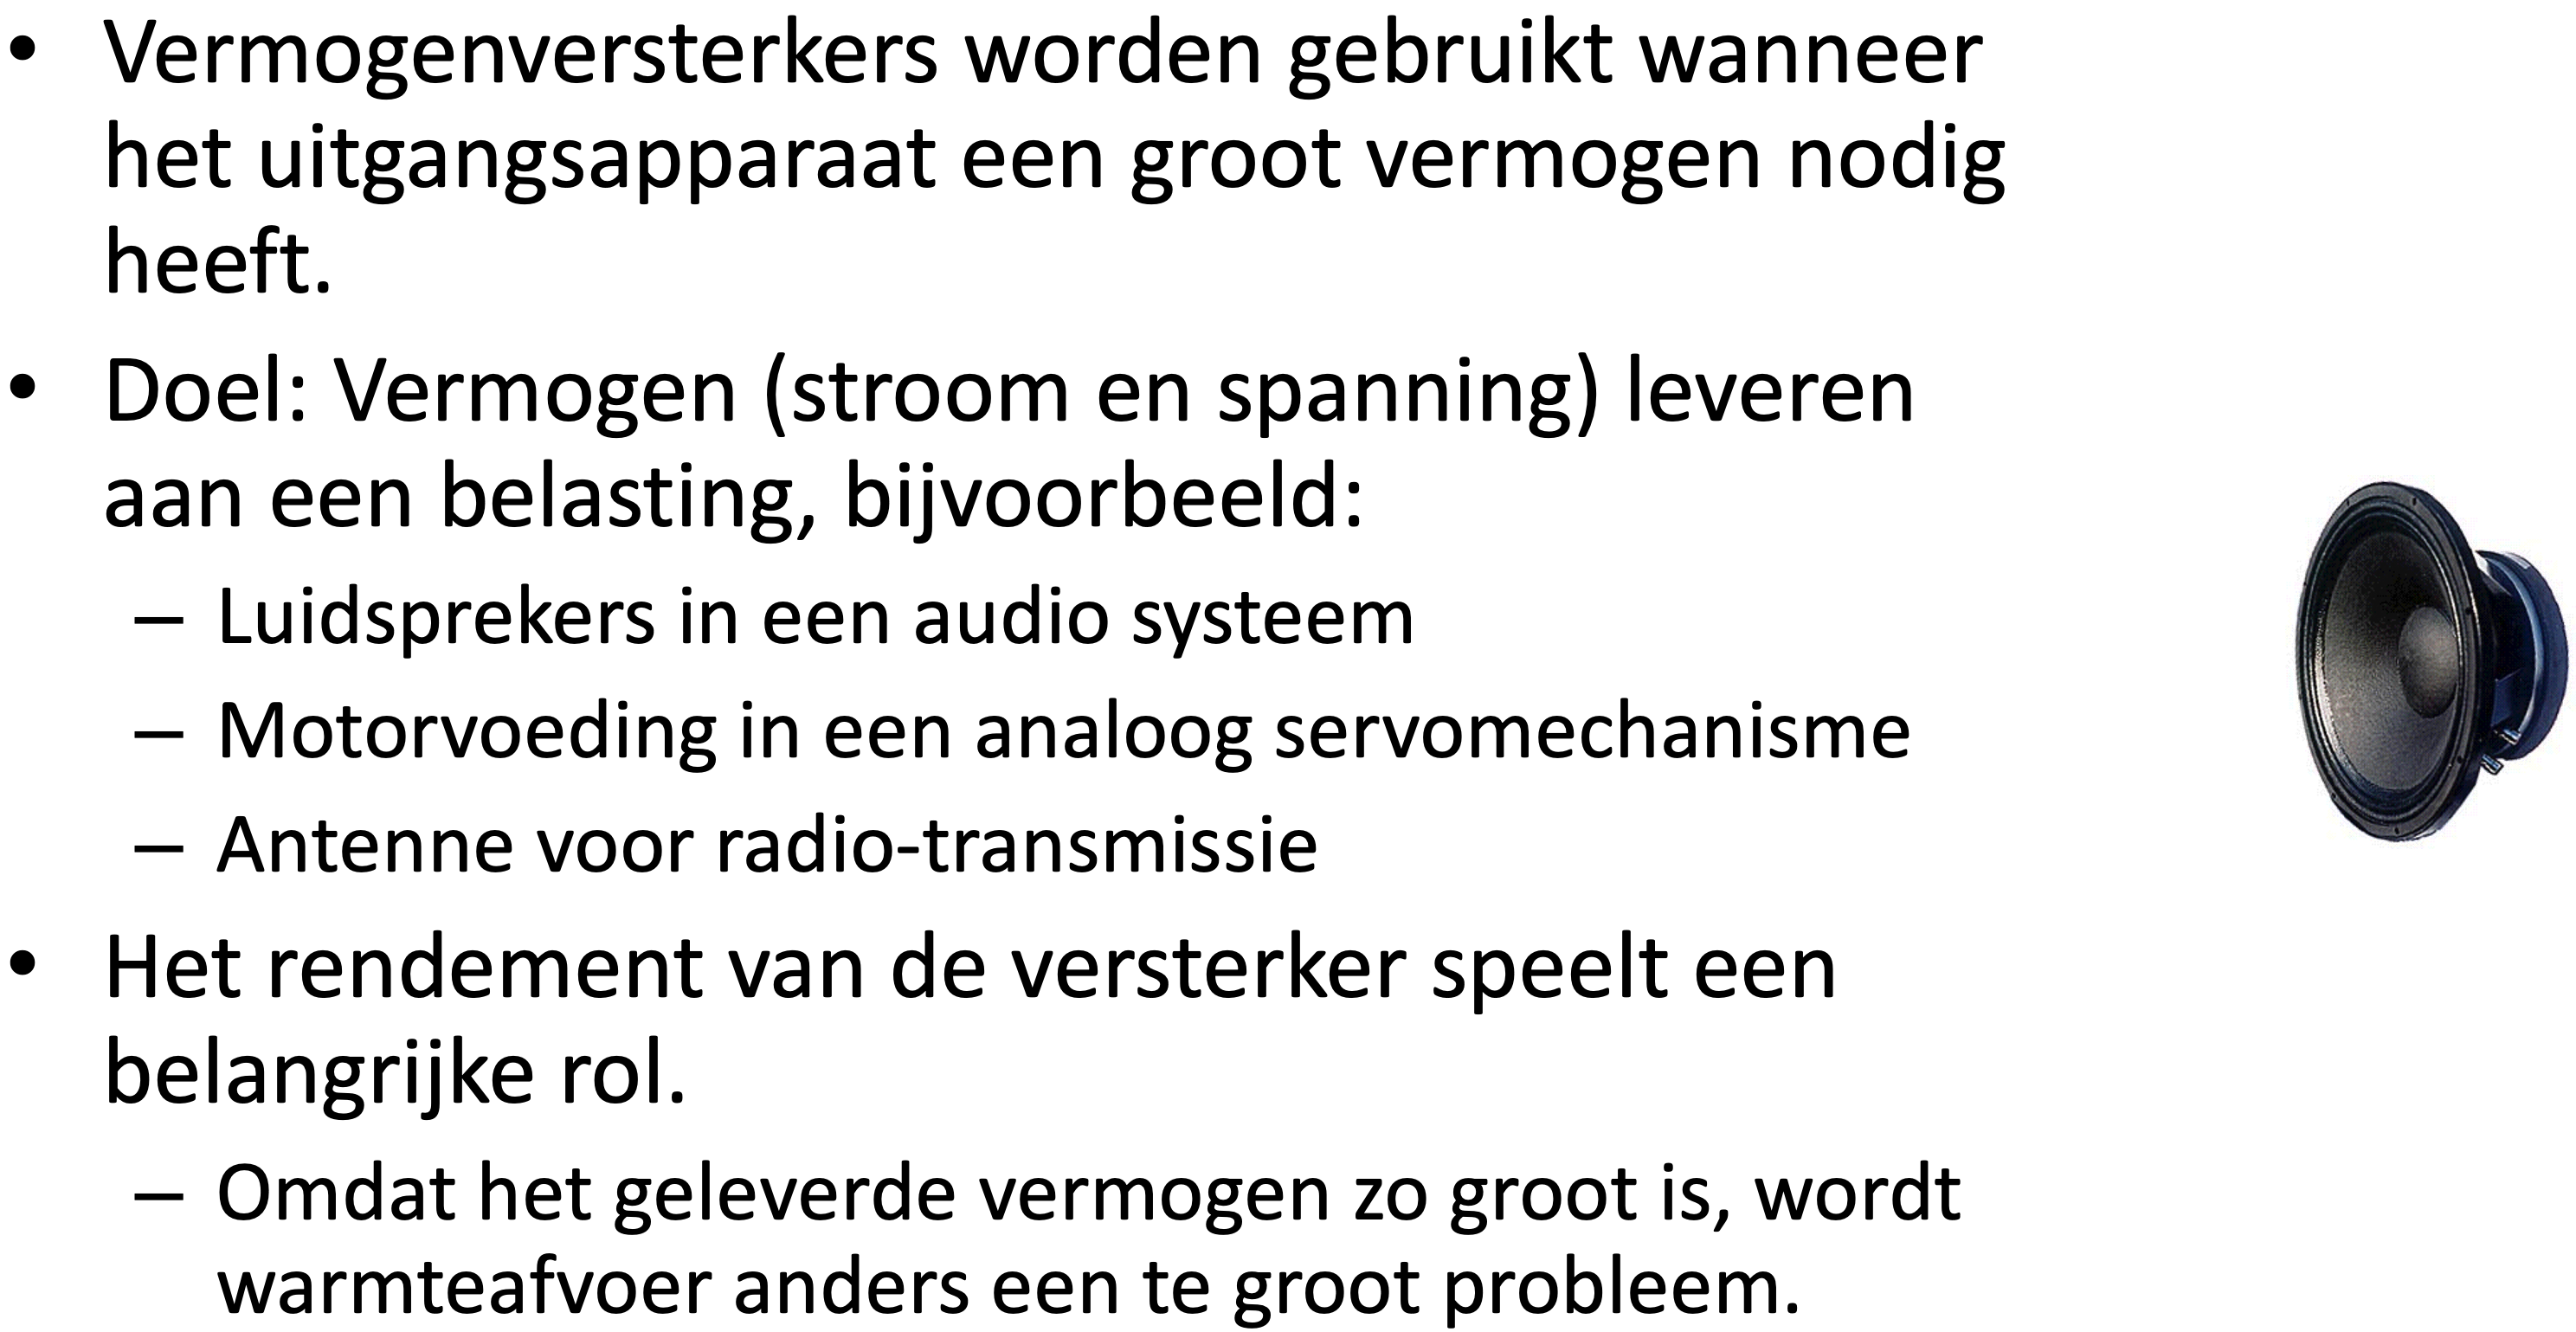 • Vermogenversterkers worden gebruikt wanneer
het uitgangsapparaat een groot vermogen nodig
heeft.
• Doel: Vermogen (stroom en spanning) leveren
aan een belasting, bijvoorbeeld:
– Luidsprekers in een audio systeem
– Motorvoeding in een analoog servomechanisme
– Antenne voor radio-transmissie
• Het rendement van de versterker speelt een
belangrijke rol.
– Omdat het geleverde vermogen zo groot is, wordt
warmteafvoer anders een te groot probleem.